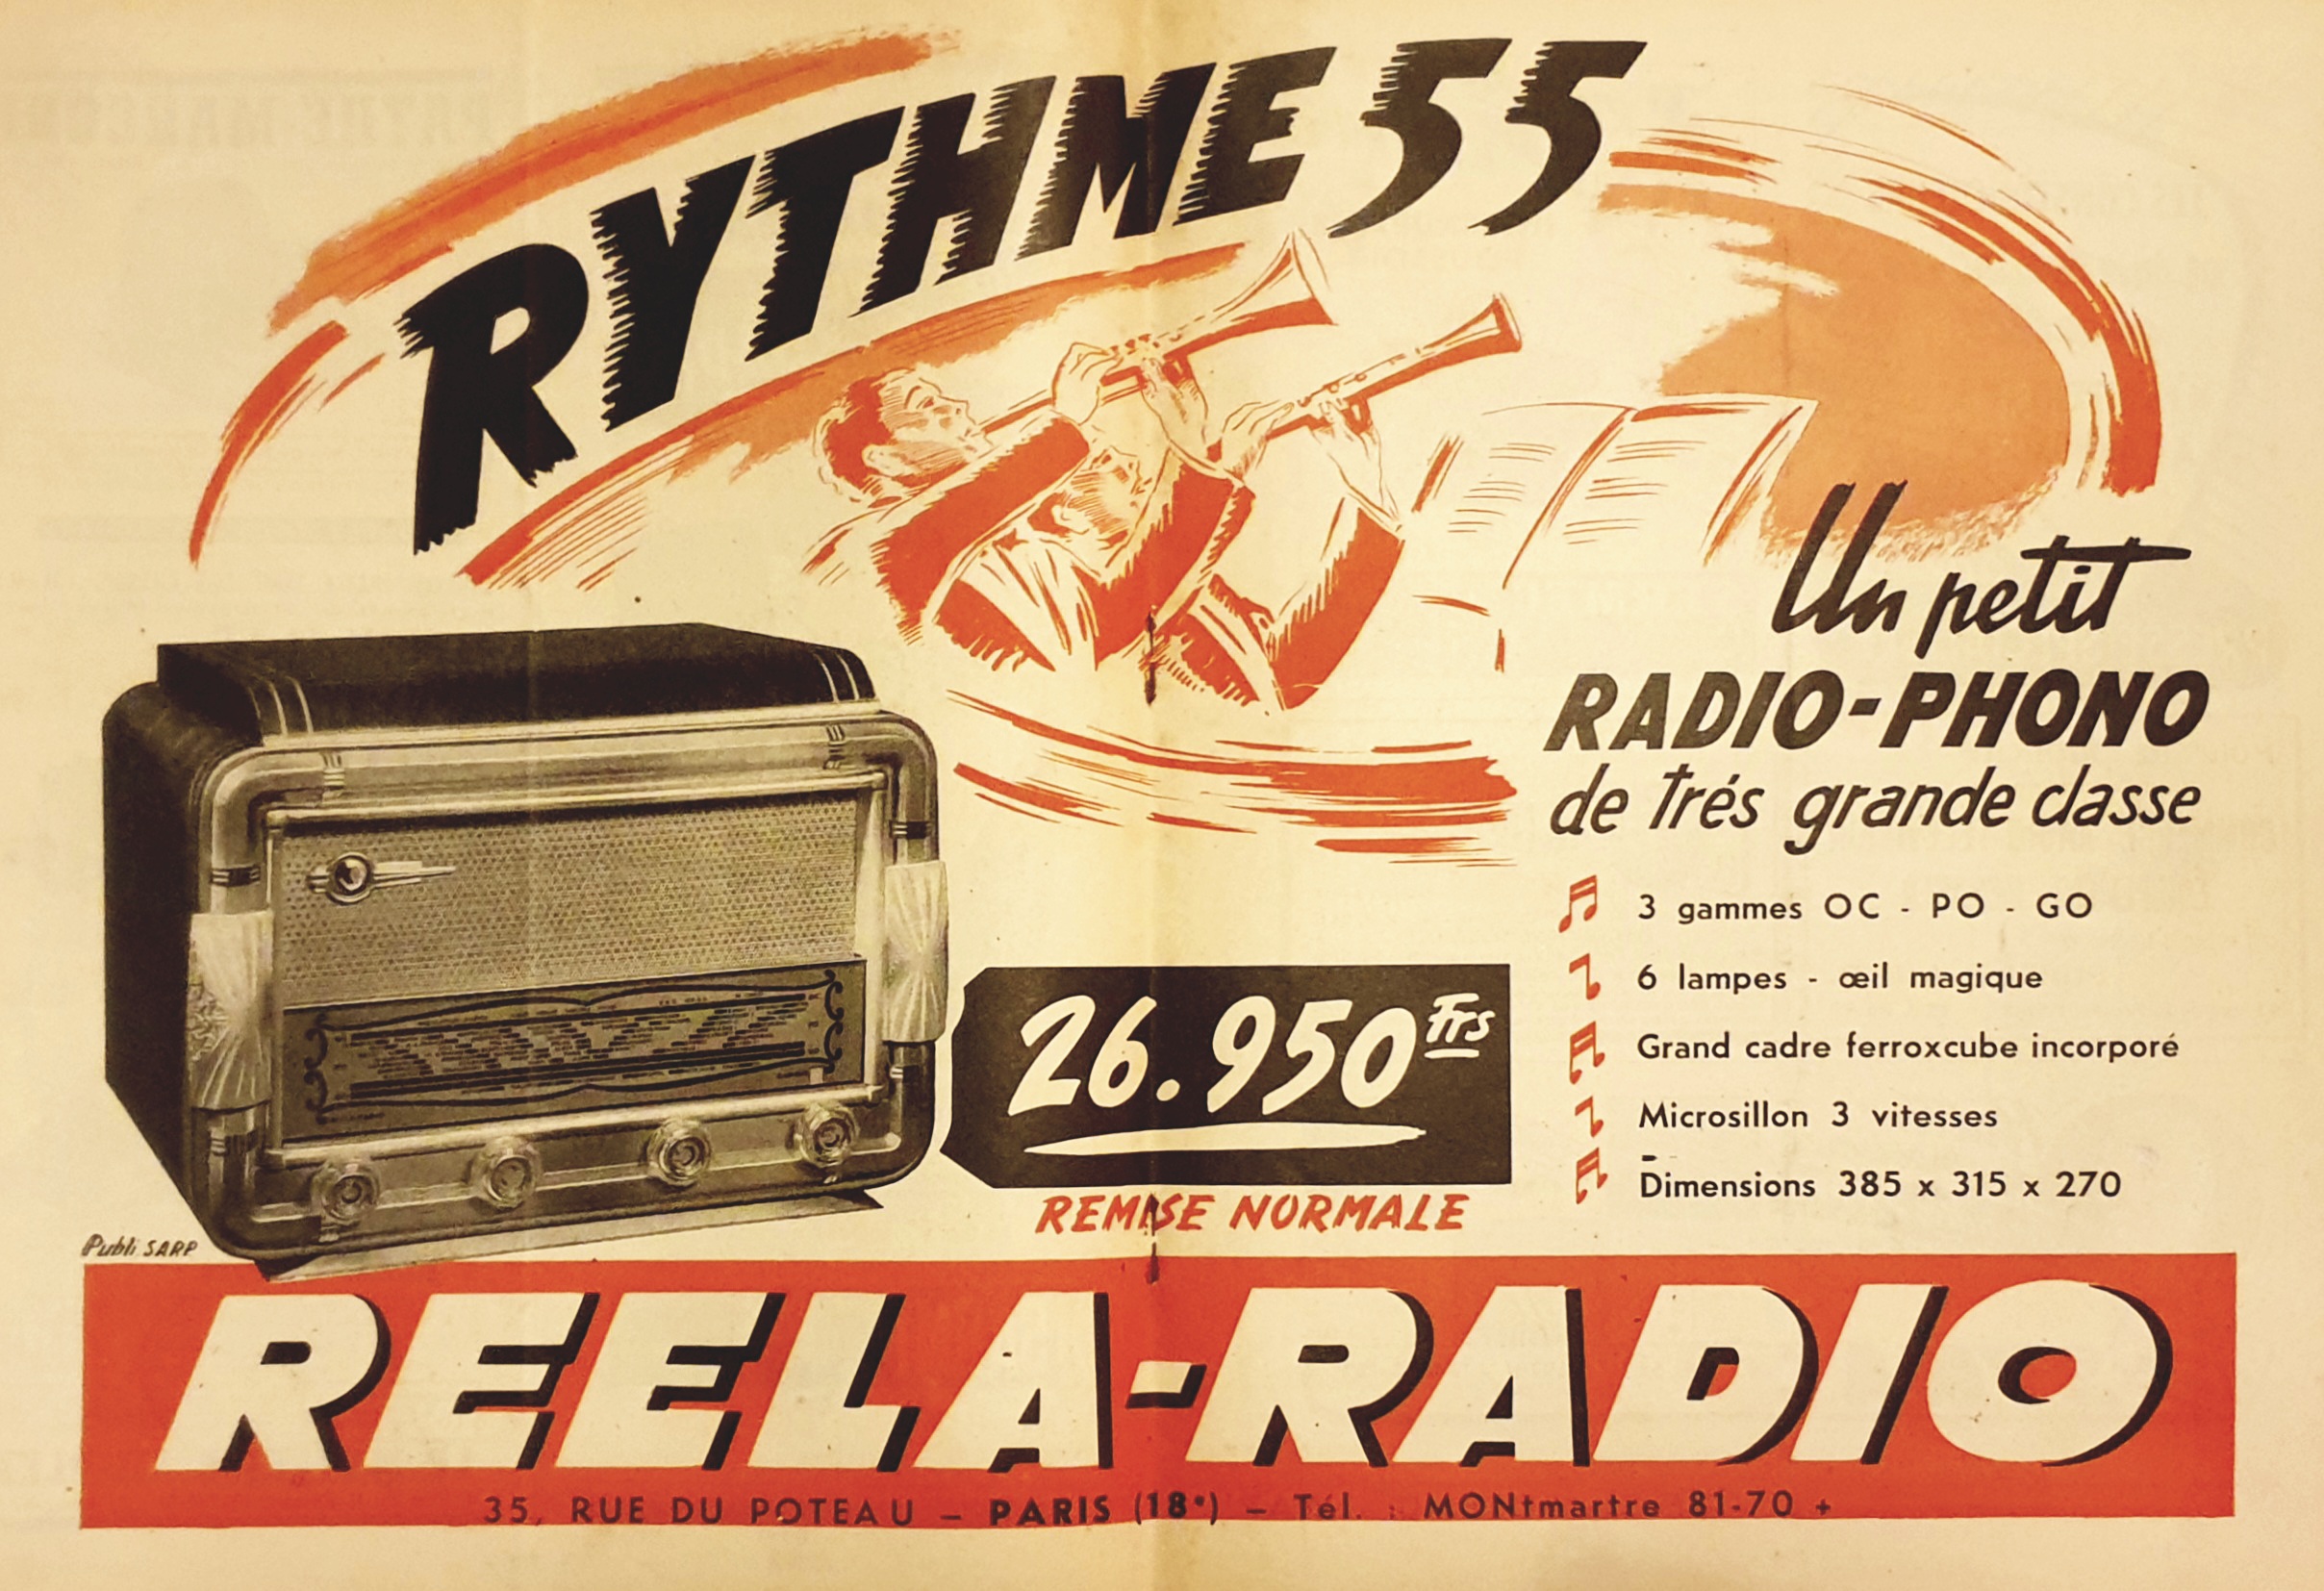 RYTHME 55
Un petit
RADIO-PHONO
de Trés grande classe
3 gammes OC - PO - GO
6 lampes - œil magique
Grand cadre ferroxcube incorporé
Microsillon 3 vitesses
Dimensions 385 x 315 x 270
26.950 Frs
REMISE NORMALE
Publi SARP
REELA-RADIO
35, RUE DU POTEAU — PARIS (18e) — Tél. : MONtmartre 81-70 +